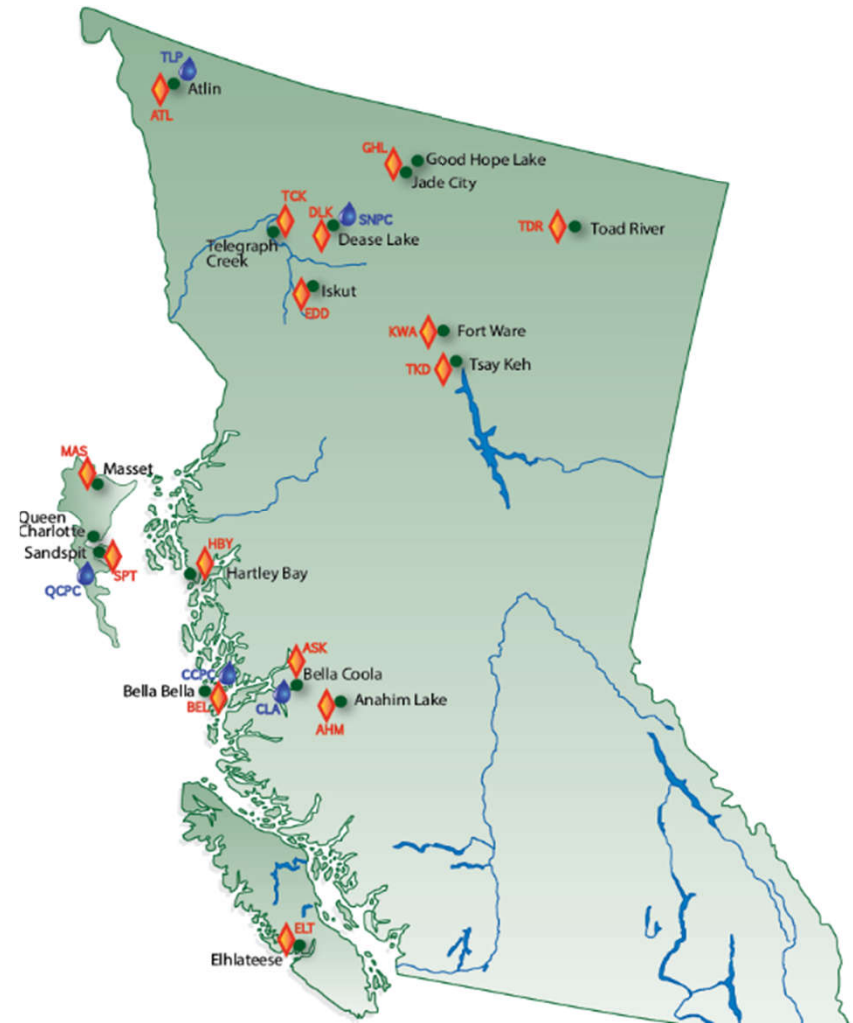 TLP
Atlin
ATL
GHL
Good Hope Lake
Jade City
TCK
DLK
SNPC
Telegraph
Creek
Dease Lake
TDR
Toad River
Iskut
EDD
KWA
Fort Ware
TKD
Tsay Keh
MAS
Masset
Queen
Charlotte
Sandspit
SPT
QCPC
HBY
Hartley Bay
ASK
Bella Coola
CCPC
Bella Bella
BEL
CLA
Anahim Lake
AHM
ELT
Elhlateese